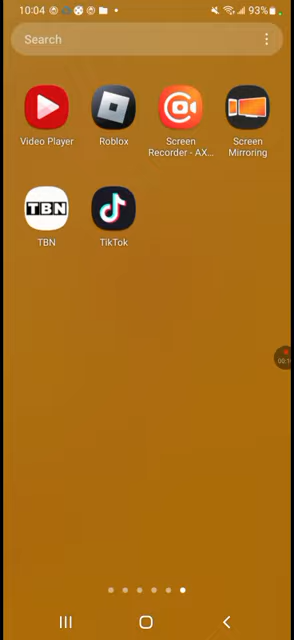 10:04
93%
Search
Video Player
Roblox
Screen
Recorder - AX...
Screen
Mirroring
TBN
TBN
TikTok